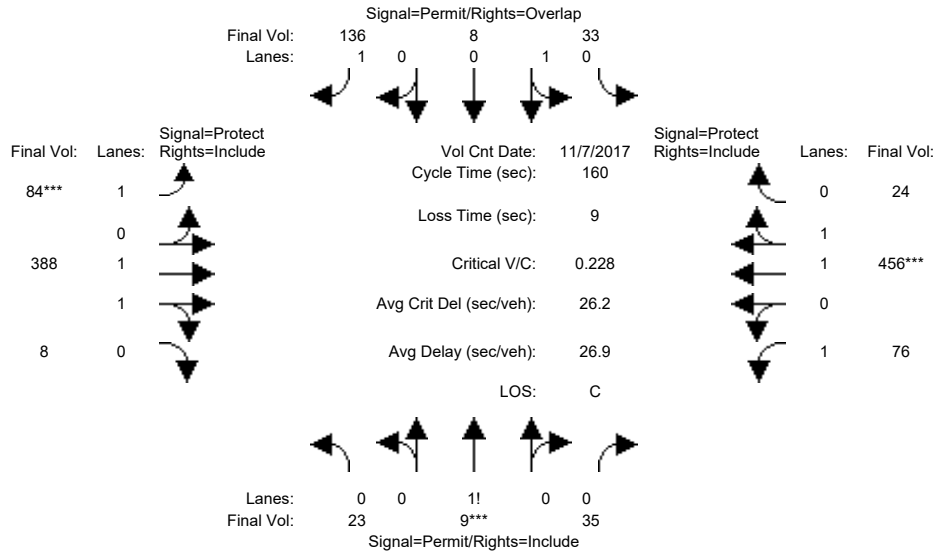 Signal=Permit/Rights=Overlap
Final Vol: 136 8 33
Lanes: 1 0 0 1 0
Signal=Protect Signal=Protect
Final Vol: Lanes: Rights=Include Vol Cnt Date: 11/7/2017 Rights=Include Lanes: Final Vol:
Cycle Time (sec): 160
84*** 1 0 24
Loss Time (sec): 9
0 1
388 1 Critical V/C: 0.228 1 456***
1 Avg Crit Del (sec/veh): 26.2 0
8 0 Avg Delay (sec/veh): 26.9 1 76
LOS: C
Lanes: 0 0 1! 0 0
Final Vol: 23 9*** 35
Signal=Permit/Rights=Include